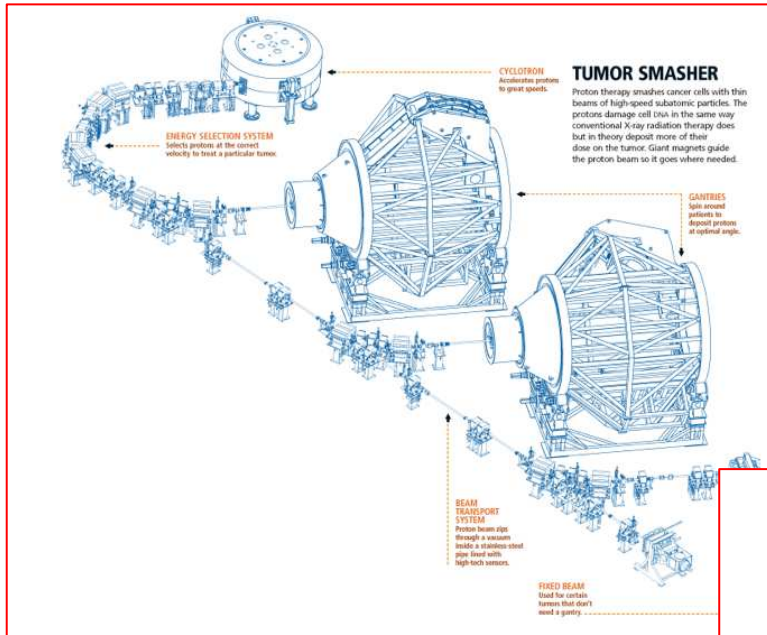 CYCLOTRON
Accelerates protons
to great speeds.
TUMOR SMASHER
Proton therapy smashes cancer cells with thin
beams of high-speed subatomic particles. The
protons damage cell DNA in the same way
conventional X-ray radiation therapy does
but in theory deposit more of their
dose on the tumor. Giant magnets guide
the proton beam so it goes where needed.
ENERGY SELECTION SYSTEM
Selects protons at the correct
velocity to treat a particular tumor.
GANTRIES
Spin around
patients to
deposit protons
at optimal angle.
BEAM
TRANSPORT
SYSTEM
Proton beam zips
through a vacuum
inside a stainless-steel
pipe lined with
high-tech sensors.
FIXED BEAM
Used for certain
tumors that don't
need a gantry.